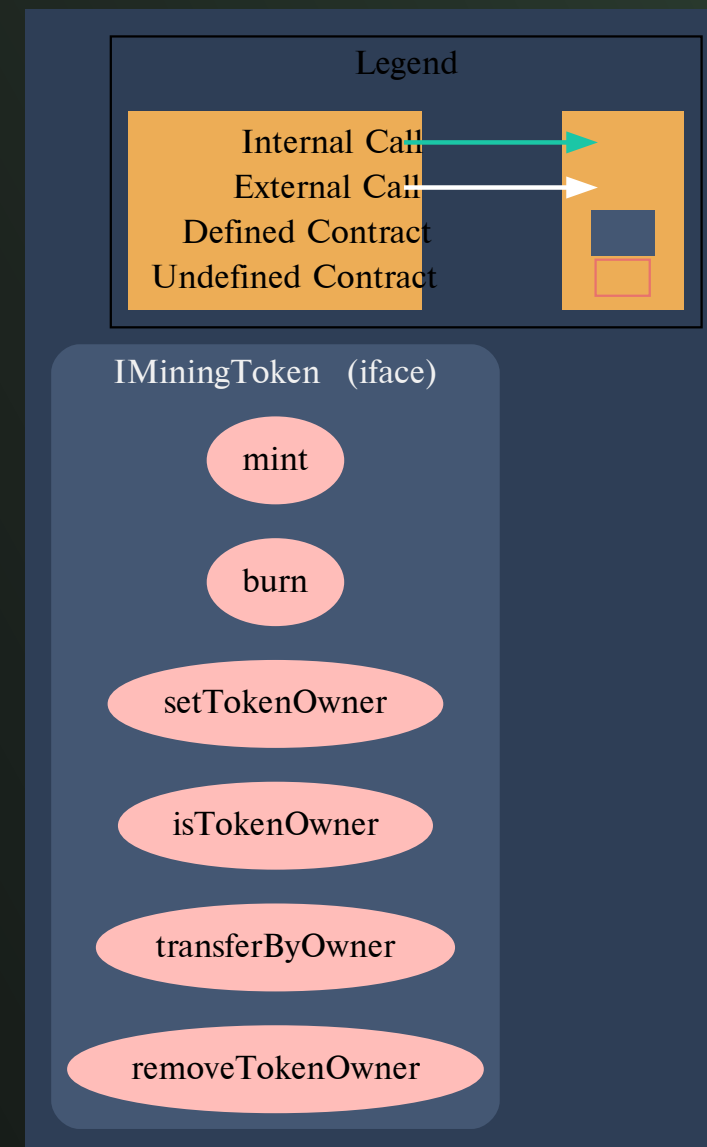 Legend
Internal Call
External Call
Defined Contract
Undefined Contract
IMiningToken (iface)
mint
burn
setTokenOwner
isTokenOwner
transferByOwner
removeTokenOwner